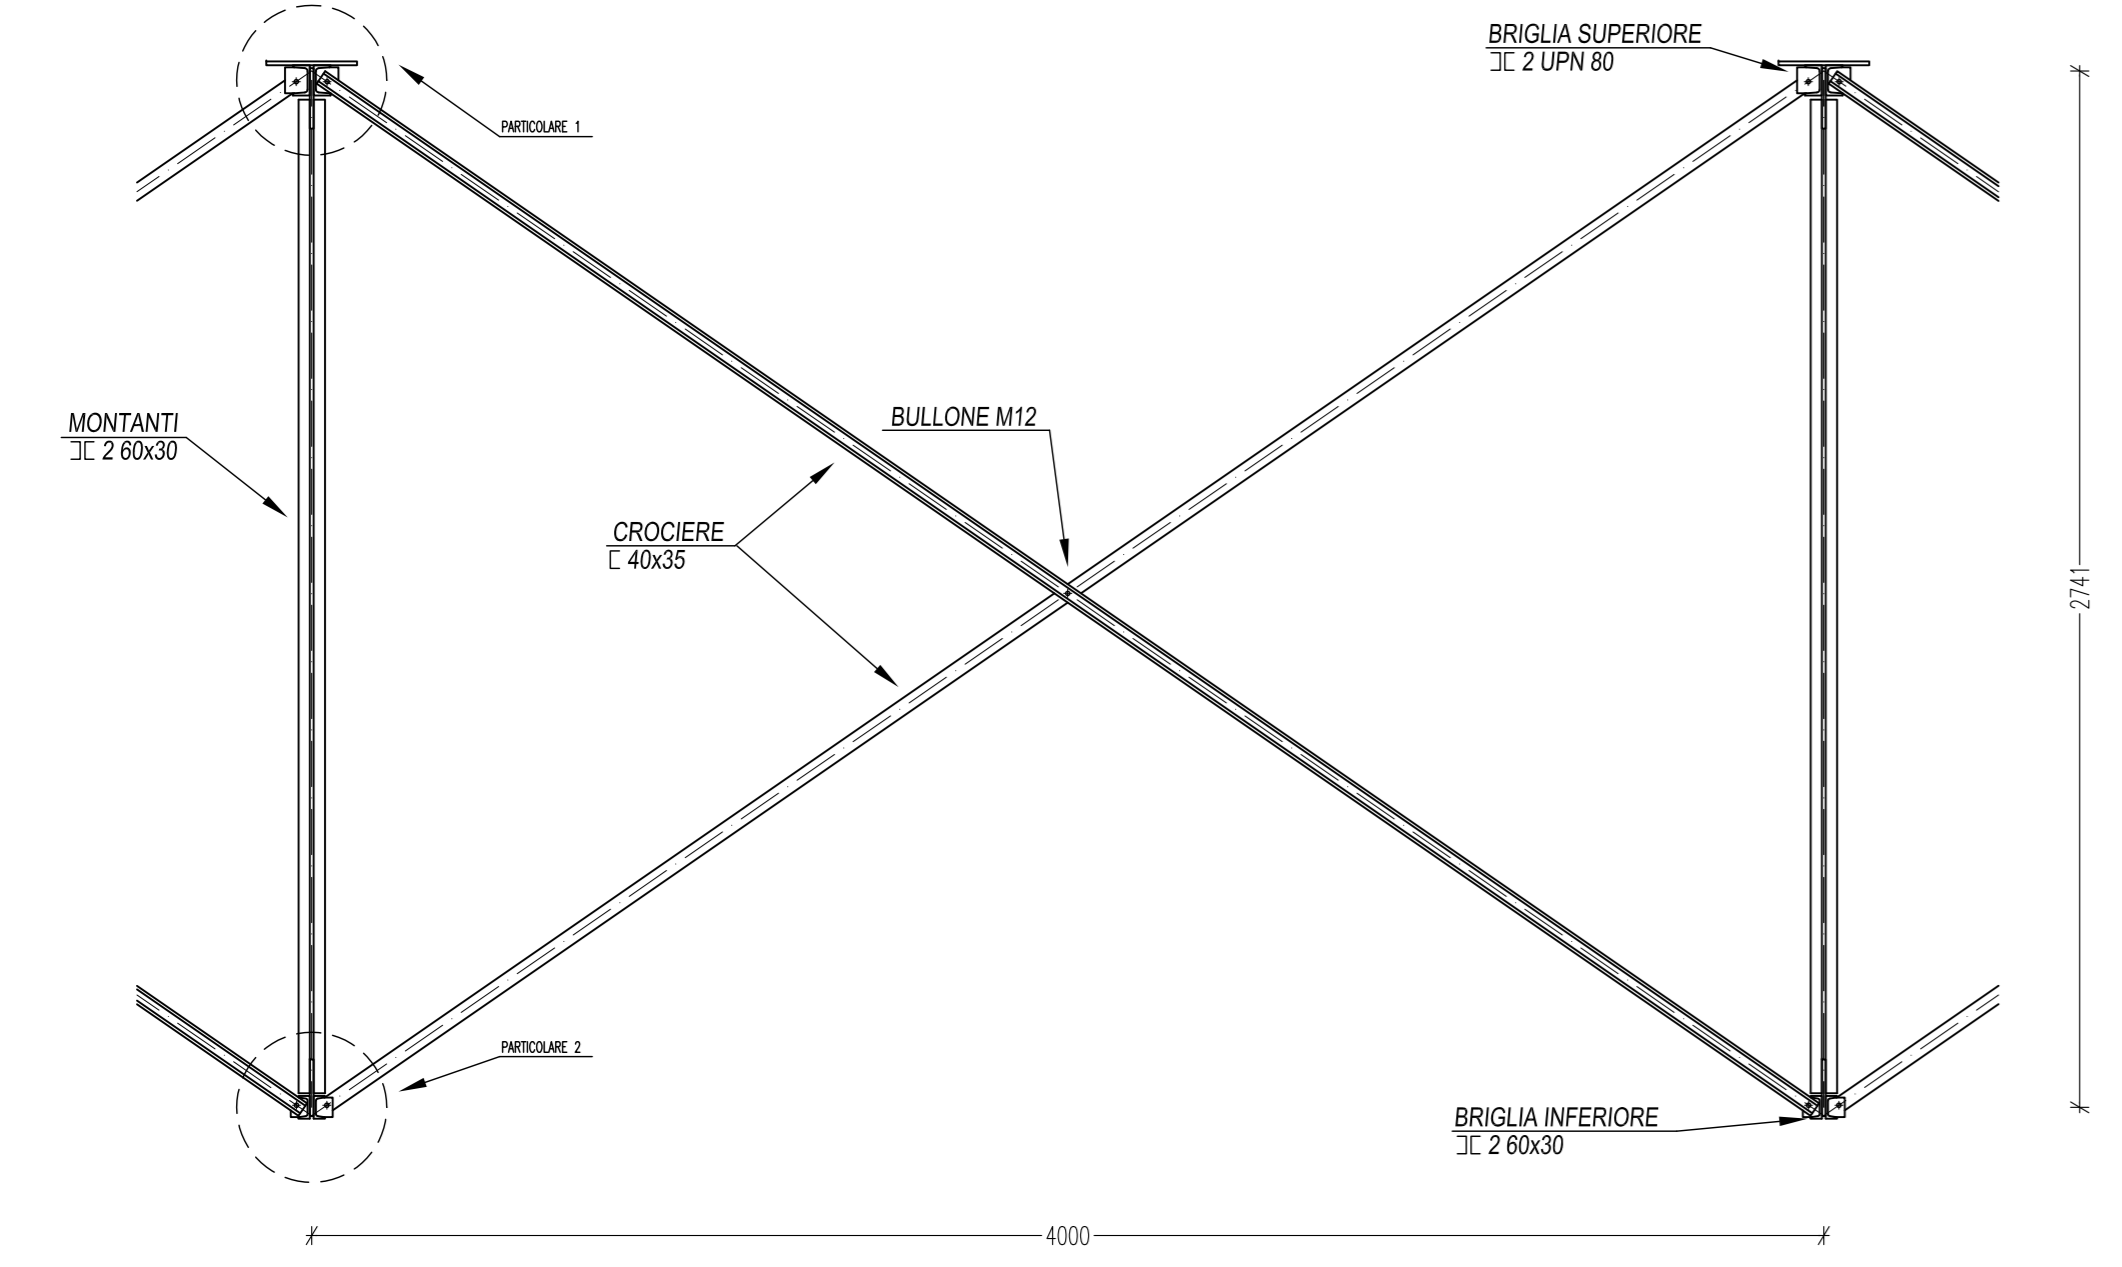 BRIGLIA SUPERIORE
2 UPN 80
PARTICOLARE 1
MONTANTI
2 60x30
BULLONE M12
CROCIERE
40x35
2741
PARTICOLARE 2
BRIGLIA INFERIORE
2 60x30
4000